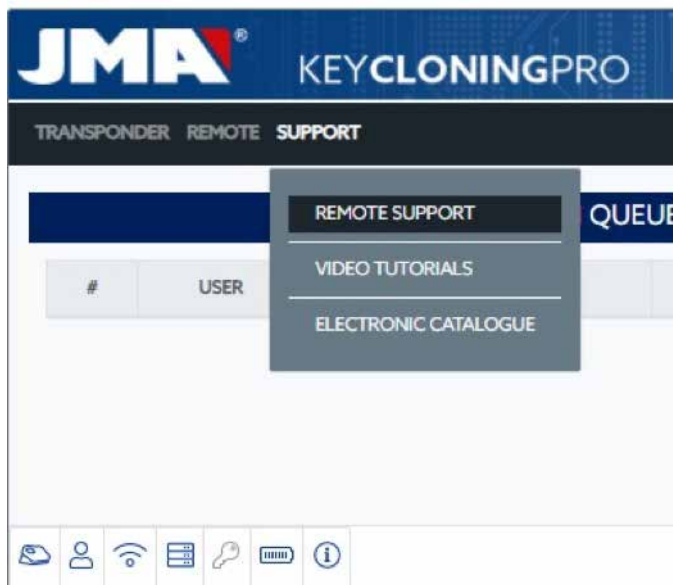 JMA®
KEYCLONINGPRO
TRANSPONDER REMOTE SUPPORT
REMOTE SUPPORT
QUEUE
VIDEO TUTORIALS
# USER
ELECTRONIC CATALOGUE